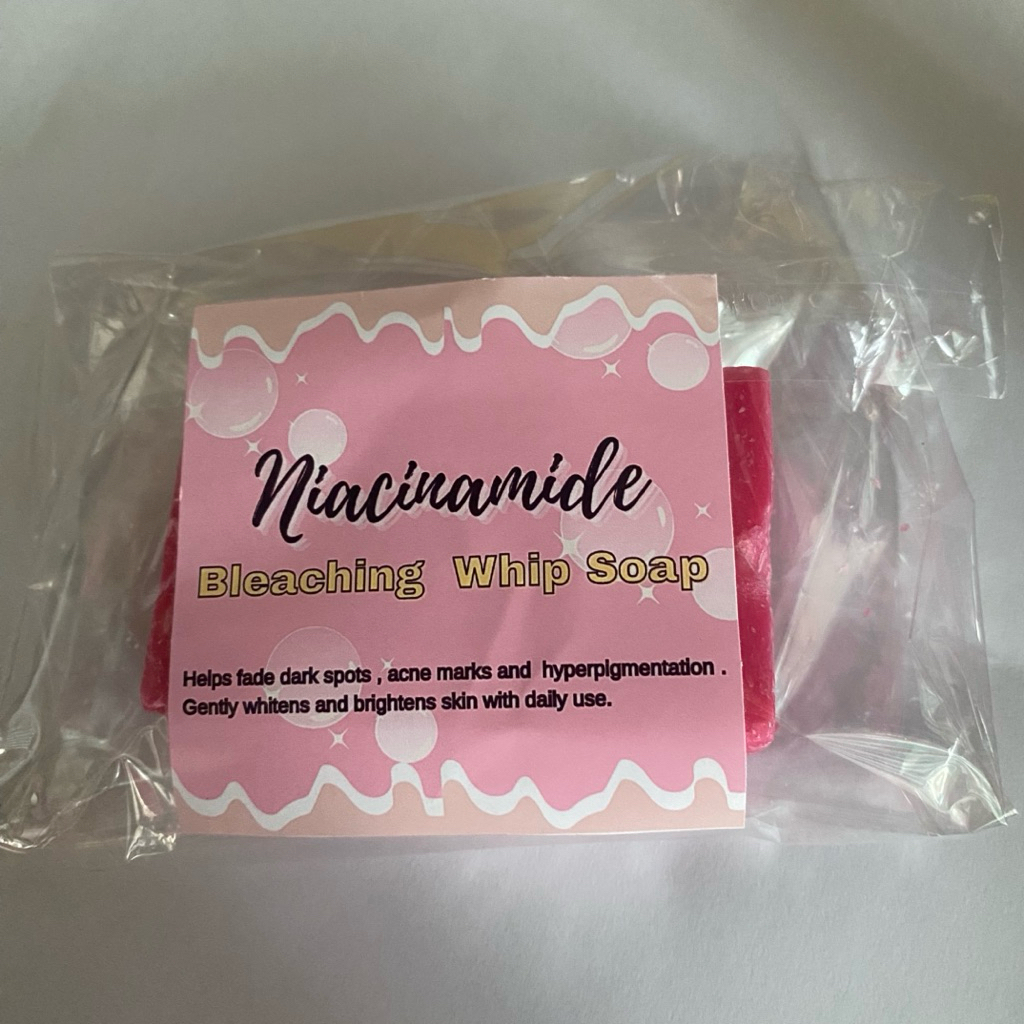 Niacinamide
Bleaching Whip Soap
Helps fade dark spots , acne marks and hyperpigmentation .
Gently whitens and brightens skin with daily use.